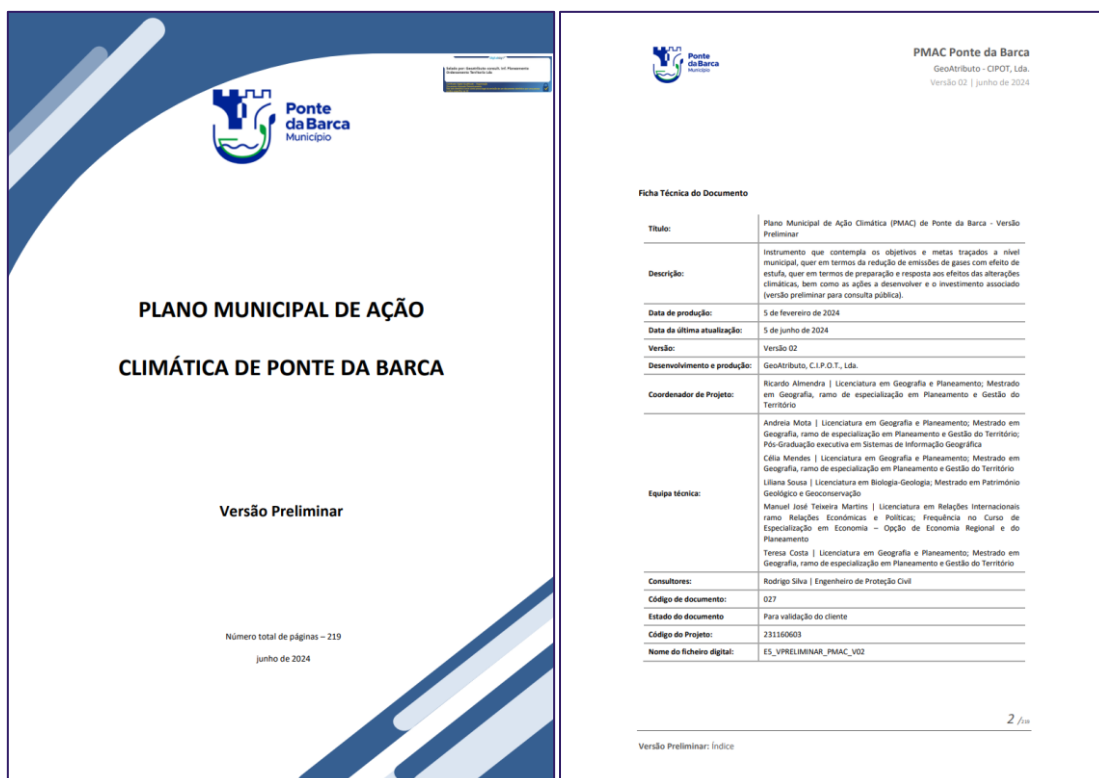 Ponte
da Barca
Município
PLANO MUNICIPAL DE AÇÃO
CLIMÁTICA DE PONTE DA BARCA
Versão Preliminar
Número total de páginas – 219
junho de 2024
Ponte
da Barca
Município
PMAC Ponte da Barca
GeoAtributo - CIPOT, Lda.
Versão 02 | junho de 2024
Ficha Técnica do Documento
Título:
Plano Municipal de Ação Climática (PMAC) de Ponte da Barca - Versão
Preliminar
Descrição:
Instrumento que contempla os objetivos e metas traçados a nível
municipal, quer em termos da redução de emissões de gases com efeito de
estufa, quer em termos de preparação e resposta aos efeitos das alterações
climáticas, bem como as ações a desenvolver e o investimento associado
(versão preliminar para consulta pública).
Data de produção:
5 de fevereiro de 2024
Data da última atualização:
5 de junho de 2024
Versão:
Versão 02
Desenvolvimento e produção:
GeoAtributo, C.I.P.O.T., Lda.
Coordenador de Projeto:
Ricardo Almendra | Licenciatura em Geografia e Planeamento; Mestrado
em Geografia, ramo de especialização em Planeamento e Gestão do
Território
Equipa técnica:
Andreia Mota | Licenciatura em Geografia e Planeamento; Mestrado em
Geografia, ramo de especialização em Planeamento e Gestão do Território;
Pós-Graduação executiva em Sistemas de Informação Geográfica
Célia Mendes | Licenciatura em Geografia e Planeamento; Mestrado em
Geografia, ramo de especialização em Planeamento e Gestão do Território
Liliana Sousa | Licenciatura em Biologia-Geologia; Mestrado em Património
Geológico e Geoconservação
Manuel José Teixeira Martins | Licenciatura em Relações Internacionais
ramo Relações Económicas e Políticas; Frequência no Curso de
Especialização em Economia – Opção de Economia Regional e do
Planeamento
Teresa Costa | Licenciatura em Geografia e Planeamento; Mestrado em
Geografia, ramo de especialização em Planeamento e Gestão do Território
Consultores:
Rodrigo Silva | Engenheiro de Proteção Civil
Código de documento:
027
Estado do documento
Para validação do cliente
Código do Projeto:
231160603
Nome do ficheiro digital:
E5_VPRELIMINAR_PMAC_V02
2 /219
Versão Preliminar: Índice